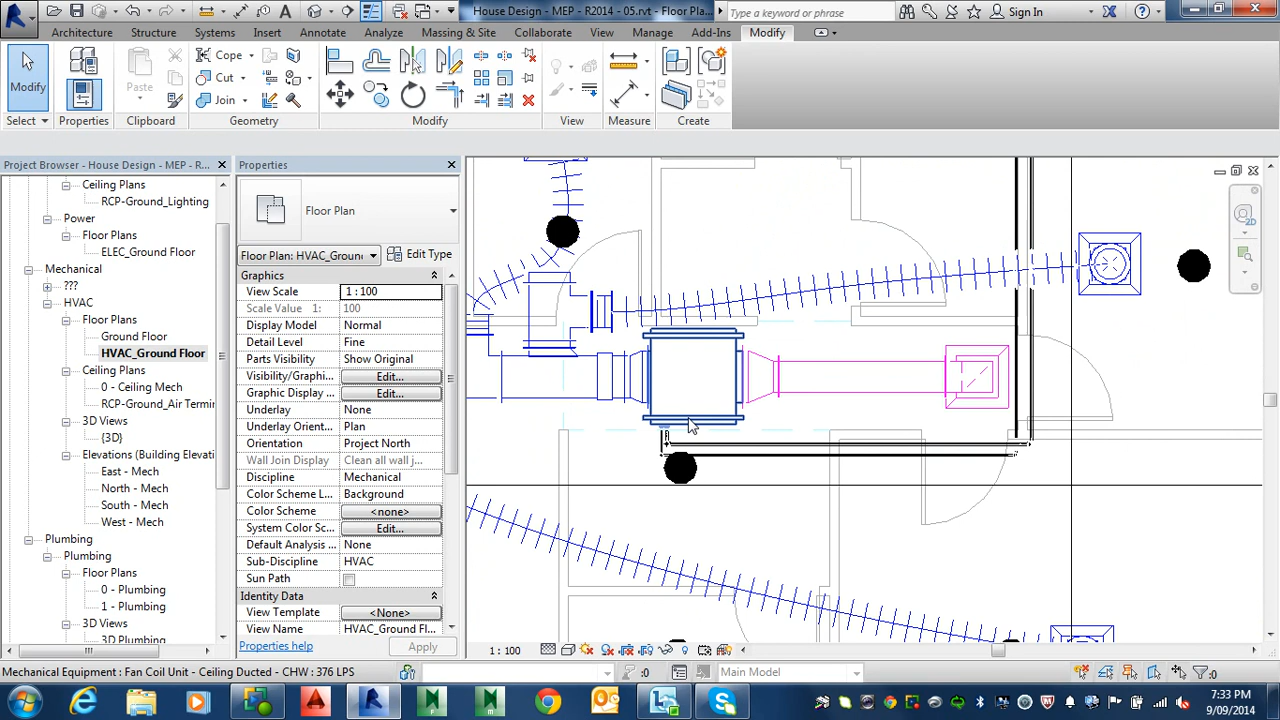 House Design - MEP - R2014 - 05.rvt - Floor Pla...
Type a keyword or phrase
Sign In
Architecture
Structure
Systems
Insert
Annotate
Analyze
Massing & Site
Collaborate
View
Manage
Add-Ins
Modify
Modify
Paste
Cope
Cut
Join
Select
Properties
Clipboard
Geometry
Modify
View
Measure
Create
Project Browser - House Design - MEP - R...
Ceiling Plans
RCP-Ground_Lighting
Power
Floor Plans
ELEC_Ground Floor
Mechanical
???
HVAC
Floor Plans
Ground Floor
HVAC_Ground Floor
Ceiling Plans
0 - Ceiling Mech
RCP-Ground_Air Termin
3D Views
{3D}
Elevations (Building Elevati
East - Mech
North - Mech
South - Mech
West - Mech
Plumbing
Plumbing
Floor Plans
0 - Plumbing
1 - Plumbing
3D Views
3D Plumbing
Properties
Floor Plan
Floor Plan: HVAC_Groun
Edit Type
Graphics
View Scale 1 : 100
Scale Value 1: 100
Display Model Normal
Detail Level Fine
Parts Visibility Show Original
Visibility/Graphi... Edit...
Graphic Display ... Edit...
Underlay None
Underlay Orient... Plan
Orientation Project North
Wall Join Display Clean all wall j...
Discipline Mechanical
Color Scheme L... Background
Color Scheme <none>
System Color Sc... Edit...
Default Analysis ... None
Sub-Discipline HVAC
Sun Path
Identity Data
View Template <None>
View Name HVAC_Ground Fl...
Properties help
Apply
1 : 100
Mechanical Equipment : Fan Coil Unit - Ceiling Ducted - CHW : 376 LPS
:0
Main Model
:0
7:33 PM
9/09/2014